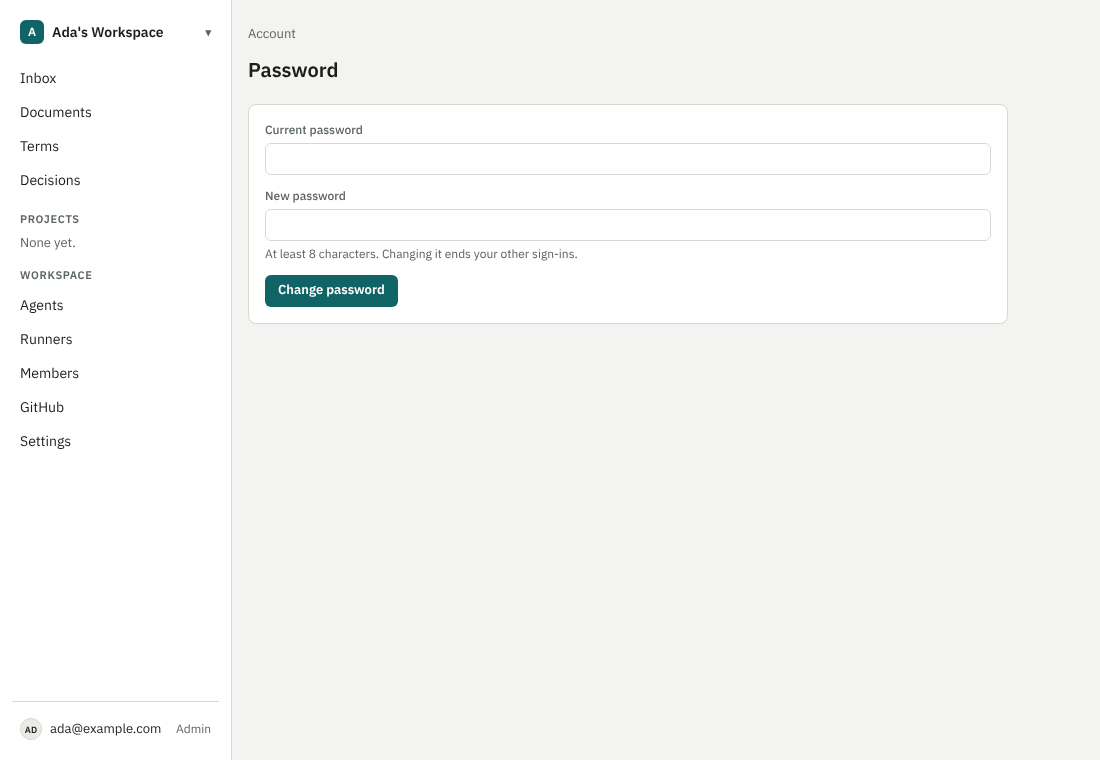 A Ada's Workspace ▾
Inbox
Documents
Terms
Decisions
PROJECTS
None yet.
WORKSPACE
Agents
Runners
Members
GitHub
Settings
AD ada@example.com Admin
Account
Password
Current password
New password
At least 8 characters. Changing it ends your other sign-ins.
Change password